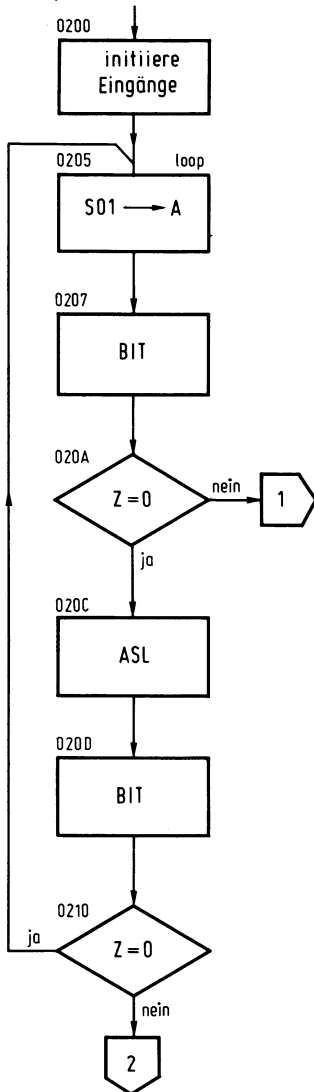 0200
initiiere
Eingänge
0205
loop
S01 → A
0207
BIT
020A
Z = 0
nein
1
ja
020C
ASL
020D
BIT
0210
ja
Z = 0
nein
2